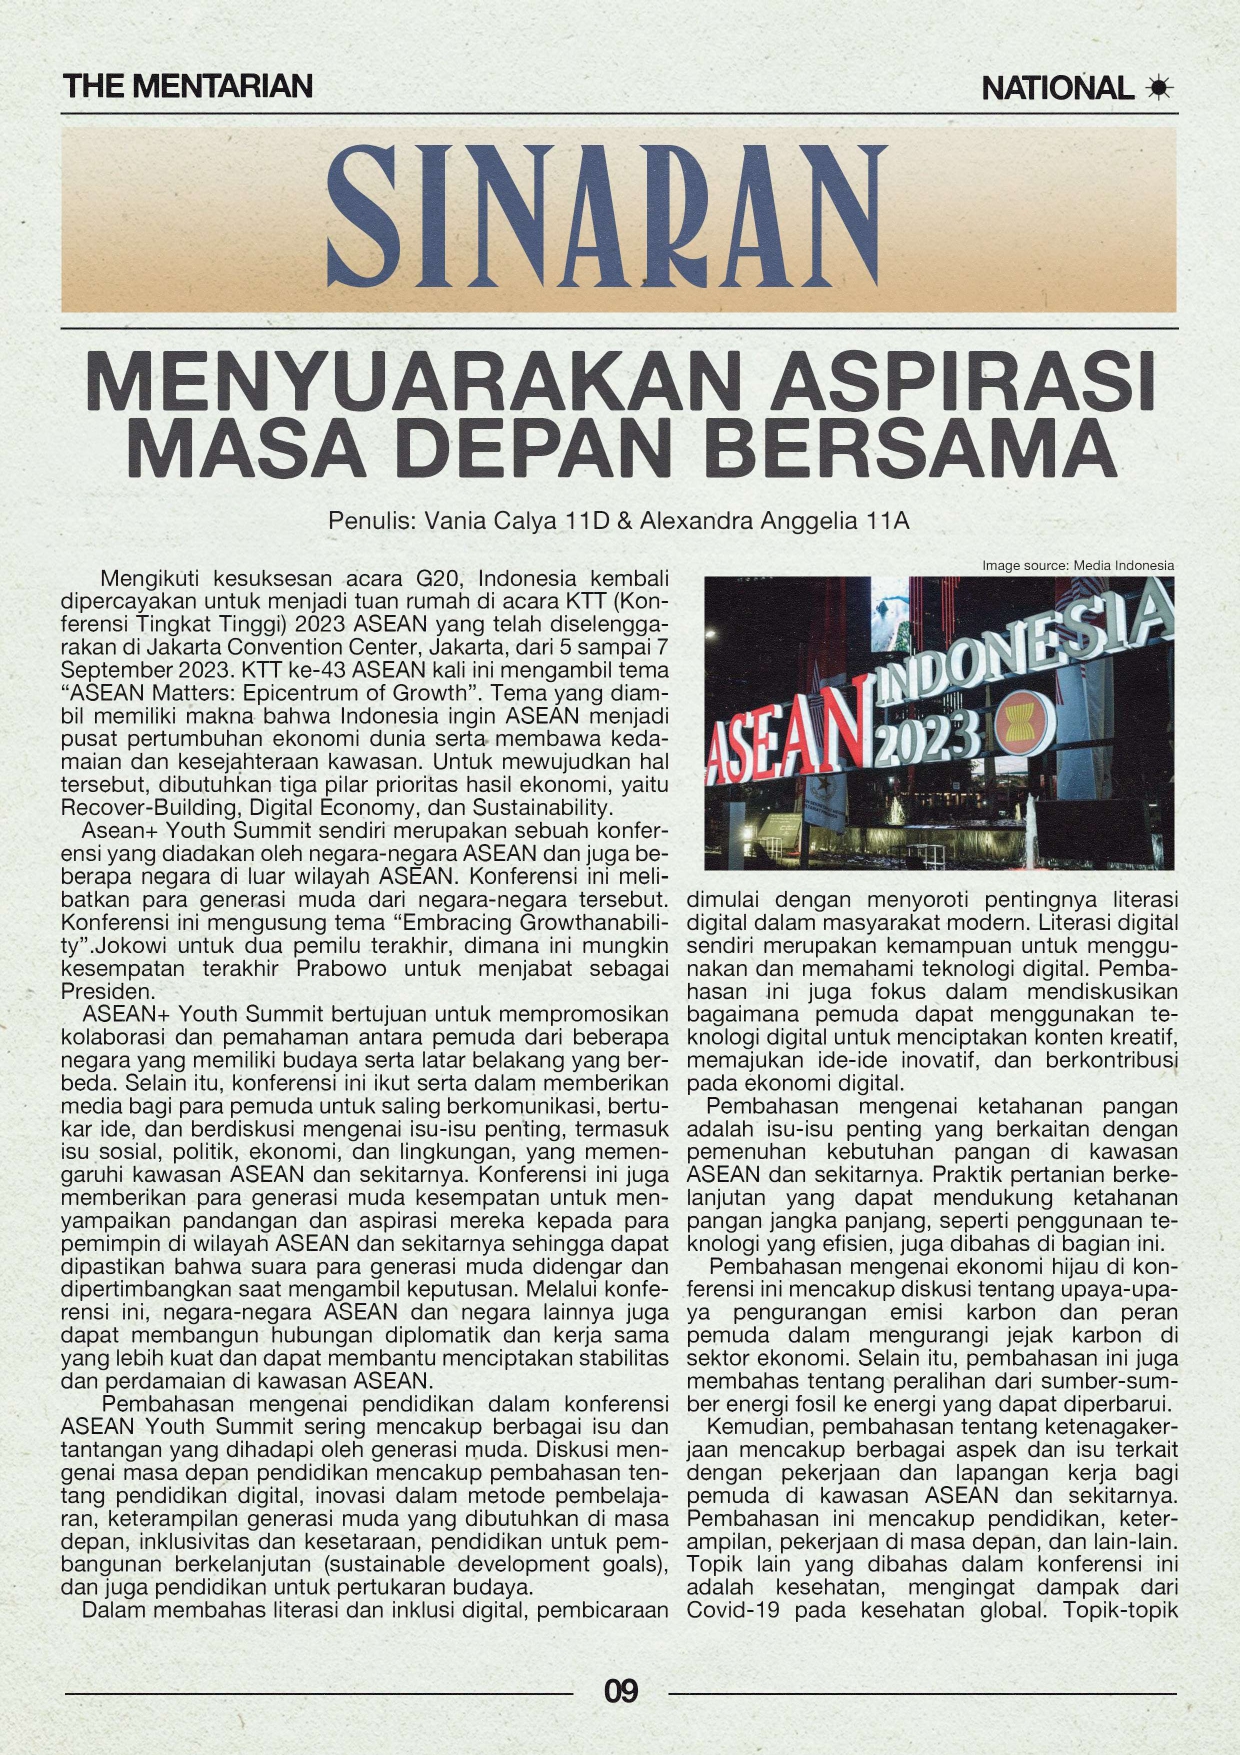 THE MENTARIAN
NATIONAL
SINARAN
MENYUARAKAN ASPIRASI
MASA DEPAN BERSAMA
Penulis: Vania Calya 11D & Alexandra Anggelia 11A
Mengikuti kesuksesan acara G20, Indonesia kembali
dipercayakan untuk menjadi tuan rumah di acara KTT (Kon-
ferensi Tingkat Tinggi) 2023 ASEAN yang telah diselengga-
rakan di Jakarta Convention Center, Jakarta, dari 5 sampai 7
September 2023. KTT ke-43 ASEAN kali ini mengambil tema
“ASEAN Matters: Epicentrum of Growth”. Tema yang diam-
bil memiliki makna bahwa Indonesia ingin ASEAN menjadi
pusat pertumbuhan ekonomi dunia serta membawa keda-
maian dan kesejahteraan kawasan. Untuk mewujudkan hal
tersebut, dibutuhkan tiga pilar prioritas hasil ekonomi, yaitu
Recover-Building, Digital Economy, dan Sustainability.
Asean+ Youth Summit sendiri merupakan sebuah konfer-
ensi yang diadakan oleh negara-negara ASEAN dan juga be-
berapa negara di luar wilayah ASEAN. Konferensi ini meli-
batkan para generasi muda dari negara-negara tersebut.
Konferensi ini mengusung tema “Embracing Growthanabili-
ty”.Jokowi untuk dua pemilu terakhir, dimana ini mungkin
kesempatan terakhir Prabowo untuk menjabat sebagai
Presiden.
ASEAN+ Youth Summit bertujuan untuk mempromosikan
kolaborasi dan pemahaman antara pemuda dari beberapa
negara yang memiliki budaya serta latar belakang yang ber-
beda. Selain itu, konferensi ini ikut serta dalam memberikan
media bagi para pemuda untuk saling berkomunikasi, bertu-
kar ide, dan berdiskusi mengenai isu-isu penting, termasuk
isu sosial, politik, ekonomi, dan lingkungan, yang memen-
garuhi kawasan ASEAN dan sekitarnya. Konferensi ini juga
memberikan para generasi muda kesempatan untuk men-
yampaikan pandangan dan aspirasi mereka kepada para
pemimpin di wilayah ASEAN dan sekitarnya sehingga dapat
dipastikan bahwa suara para generasi muda didengar dan
dipertimbangkan saat mengambil keputusan. Melalui konfe-
rensi ini, negara-negara ASEAN dan negara lainnya juga
dapat membangun hubungan diplomatik dan kerja sama
yang lebih kuat dan dapat membantu menciptakan stabilitas
dan perdamaian di kawasan ASEAN.
Pembahasan mengenai pendidikan dalam konferensi
ASEAN Youth Summit sering mencakup berbagai isu dan
tantangan yang dihadapi oleh generasi muda. Diskusi men-
genai masa depan pendidikan mencakup pembahasan ten-
tang pendidikan digital, inovasi dalam metode pembelaja-
ran, keterampilan generasi muda yang dibutuhkan di masa
depan, inklusivitas dan kesetaraan, pendidikan untuk pem-
bangunan berkelanjutan (sustainable development goals),
dan juga pendidikan untuk pertukaran budaya.
Dalam membahas literasi dan inklusi digital, pembicaraan
Image source: Media Indonesia
ASEAN INDONESIA
2023
dimulai dengan menyoroti pentingnya literasi
digital dalam masyarakat modern. Literasi digital
sendiri merupakan kemampuan untuk menggu-
nakan dan memahami teknologi digital. Pemba-
hasan ini juga fokus dalam mendiskusikan
bagaimana pemuda dapat menggunakan te-
knologi digital untuk menciptakan konten kreatif,
memajukan ide-ide inovatif, dan berkontribusi
pada ekonomi digital.
Pembahasan mengenai ketahanan pangan
adalah isu-isu penting yang berkaitan dengan
pemenuhan kebutuhan pangan di kawasan
ASEAN dan sekitarnya. Praktik pertanian berke-
lanjutan yang dapat mendukung ketahanan
pangan jangka panjang, seperti penggunaan te-
knologi yang efisien, juga dibahas di bagian ini.
Pembahasan mengenai ekonomi hijau di kon-
ferensi ini mencakup diskusi tentang upaya-upa-
ya pengurangan emisi karbon dan peran
pemuda dalam mengurangi jejak karbon di
sektor ekonomi. Selain itu, pembahasan ini juga
membahas tentang peralihan dari sumber-sum-
ber energi fosil ke energi yang dapat diperbarui.
Kemudian, pembahasan tentang ketenagaker-
jaan mencakup berbagai aspek dan isu terkait
dengan pekerjaan dan lapangan kerja bagi
pemuda di kawasan ASEAN dan sekitarnya.
Pembahasan ini mencakup pendidikan, keter-
ampilan, pekerjaan di masa depan, dan lain-lain.
Topik lain yang dibahas dalam konferensi ini
adalah kesehatan, mengingat dampak dari
Covid-19 pada kesehatan global. Topik-topik
09